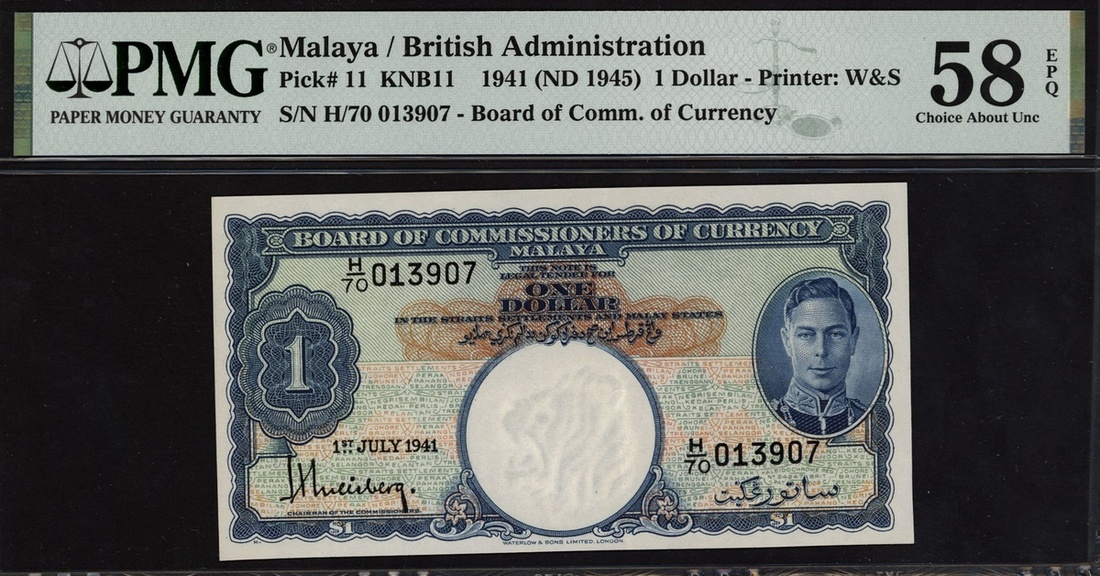 PMG® Malaya / British Administration
Pick# 11 KNB11 1941 (ND 1945) 1 Dollar - Printer: W&S
S/N H/70 013907 - Board of Comm. of Currency
PAPER MONEY GUARANTY
58 EPQ
Choice About Unc
BOARD OF COMMISSIONERS OF CURRENCY
MALAYA
H/70 013907
THIS NOTE IS
LEGAL TENDER FOR
ONE
DOLLAR
IN THE STRAITS SETTLEMENTS AND MALAY STATES
1
1ST JULY 1941
H/70 013907
CHAIRMAN OF THE COMMISSIONERS.
ساتو رڠݢيت
$1
$1
WATERLOW & SONS LIMITED, LONDON